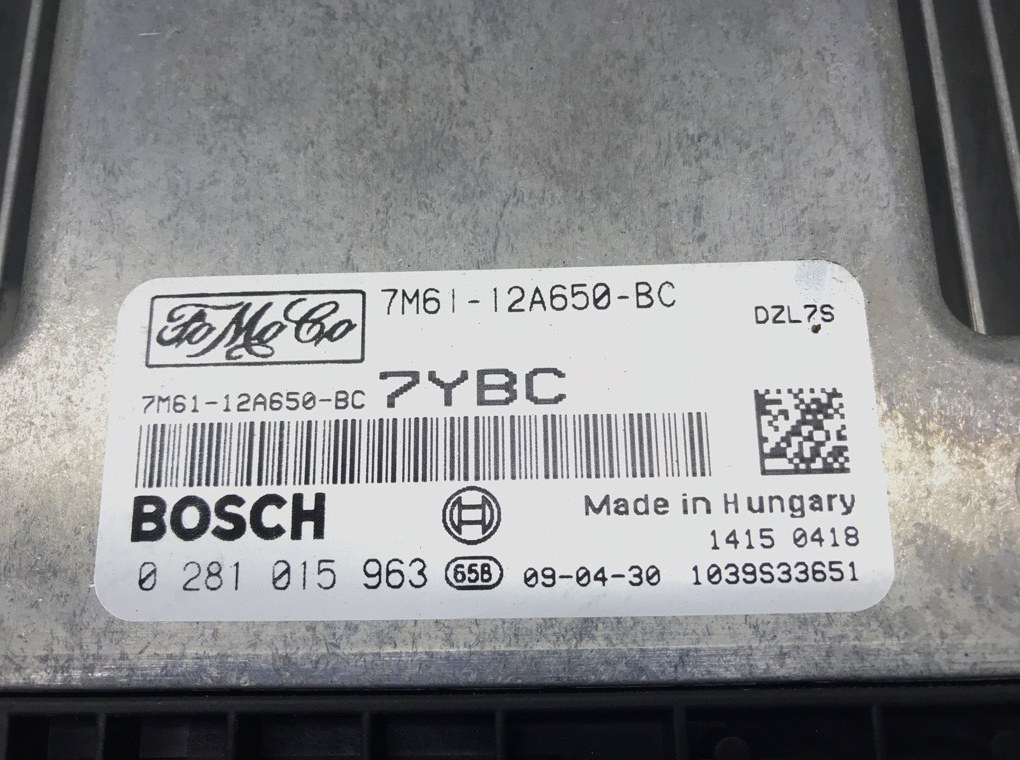 FoMoCo 7M61-12A650-BC
DZL7S
7M61-12A650-BC 7YBC
BOSCH
Made in Hungary
1415 0418
0 281 015 963 65B 09-04-30 1039S33651